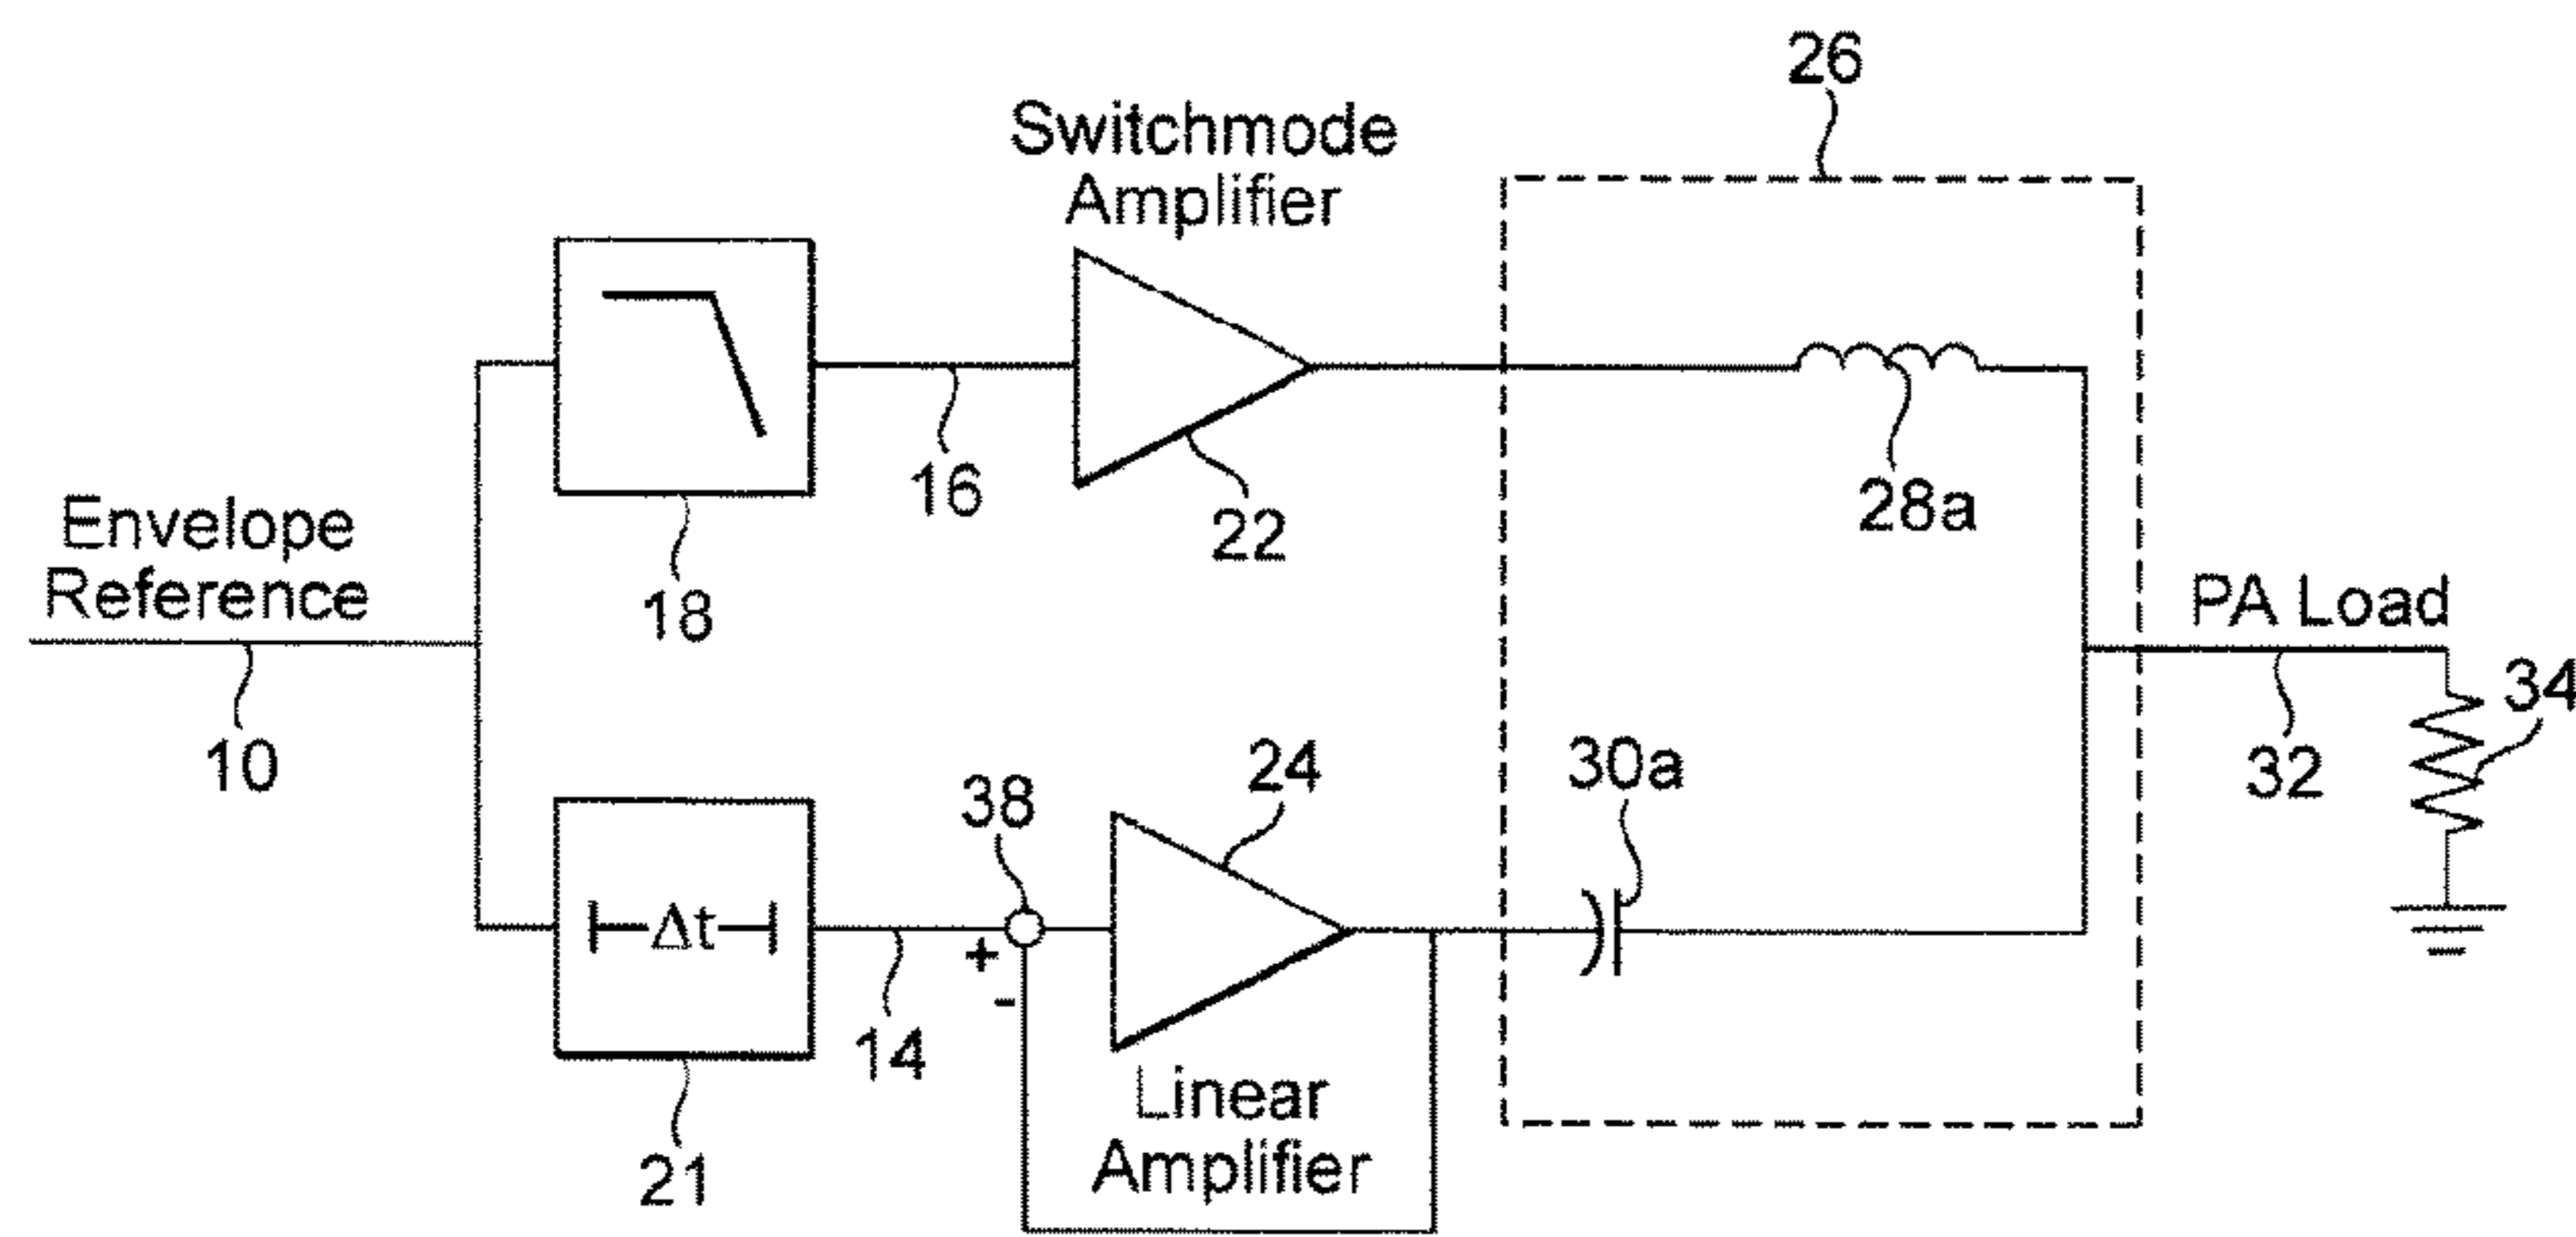 26
Switchmode
Amplifier
16
22
28a
18
Envelope
Reference
10
PA Load
32
34
38
24
30a
Δt
+
-
14
21
Linear
Amplifier